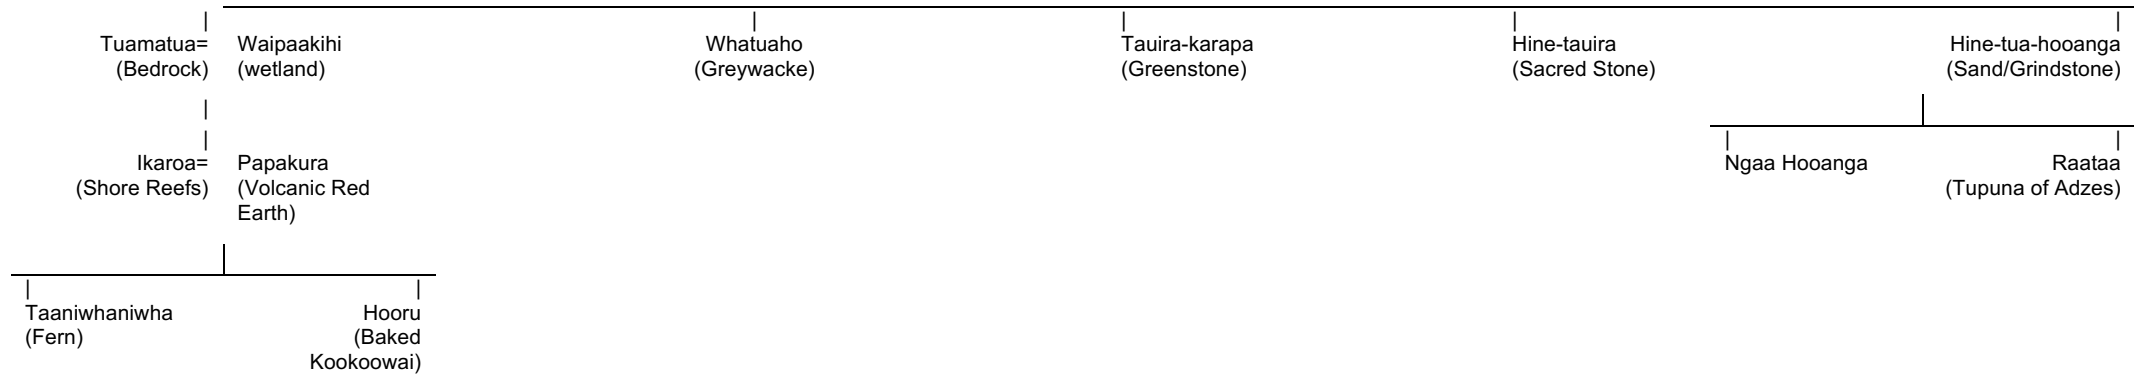 Tuamatua= Waipaakihi Whatuaho Tauira-karapa Hine-tauira Hine-tua-hooanga
(Bedrock) (wetland) (Greywacke) (Greenstone) (Sacred Stone) (Sand/Grindstone)
Ikaroa= Papakura Ngaa Hooanga Raataa
(Shore Reefs) (Volcanic Red (Tupuna of Adzes)
Earth)
Taaniwhaniwha Hooru
(Fern) (Baked
Kookoowai)